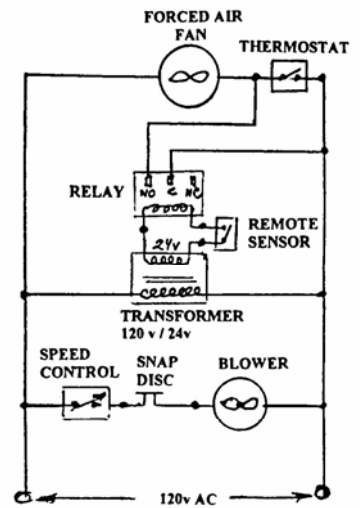 FORCED AIR
FAN
THERMOSTAT
RELAY
NO C NC
REMOTE
SENSOR
24v
TRANSFORMER
120 v / 24v
SPEED
CONTROL
SNAP
DISC
BLOWER
120v AC